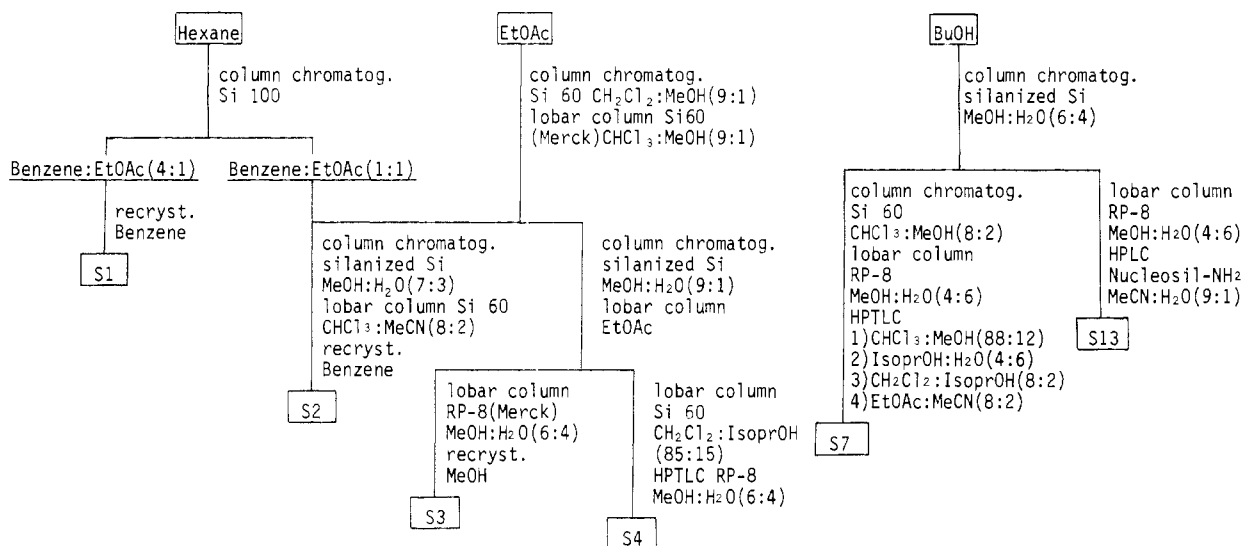 Hexane
column chromatog.
Si 100
Benzene:EtOAc(4:1)
Benzene:EtOAc(1:1)
recryst.
Benzene
S1
EtOAc
column chromatog.
Si 60 CH₂Cl₂:MeOH(9:1)
lobar column Si60
(Merck)CHCl₃:MeOH(9:1)
column chromatog.
silanized Si
MeOH:H₂O(7:3)
lobar column Si 60
CHCl₃:MeCN(8:2)
recryst.
Benzene
S2
column chromatog.
silanized Si
MeOH:H₂O(9:1)
lobar column
EtOAc
lobar column
RP-8(Merck)
MeOH:H₂O(6:4)
recryst.
MeOH
S3
lobar column
Si 60
CH₂Cl₂:IsoprOH
(85:15)
HPTLC RP-8
MeOH:H₂O(6:4)
S4
BuOH
column chromatog.
silanized Si
MeOH:H₂O(6:4)
column chromatog.
Si 60
CHCl₃:MeOH(8:2)
lobar column
RP-8
MeOH:H₂O(4:6)
HPTLC
1)CHCl₃:MeOH(88:12)
2)IsoprOH:H₂O(4:6)
3)CH₂Cl₂:IsoprOH(8:2)
4)EtOAc:MeCN(8:2)
S7
lobar column
RP-8
MeOH:H₂O(4:6)
HPLC
Nucleosil-NH₂
MeCN:H₂O(9:1)
S13